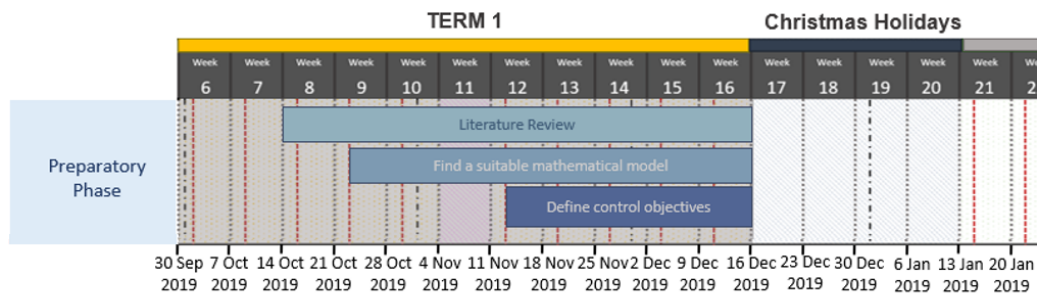 TERM 1 Christmas Holidays
Week Week Week Week Week Week Week Week Week Week Week Week Week Week Week Week
6 7 8 9 10 11 12 13 14 15 16 17 18 19 20 21 2
Literature Review
Find a suitable mathematical model
Define control objectives
Preparatory
Phase
30 Sep 7 Oct 14 Oct 21 Oct 28 Oct 4 Nov 11 Nov 18 Nov 25 Nov 2 Dec 9 Dec 16 Dec 23 Dec 30 Dec 6 Jan 13 Jan 20 Jan
2019 2019 2019 2019 2019 2019 2019 2019 2019 2019 2019 2019 2019 2019 2019 2019 2019